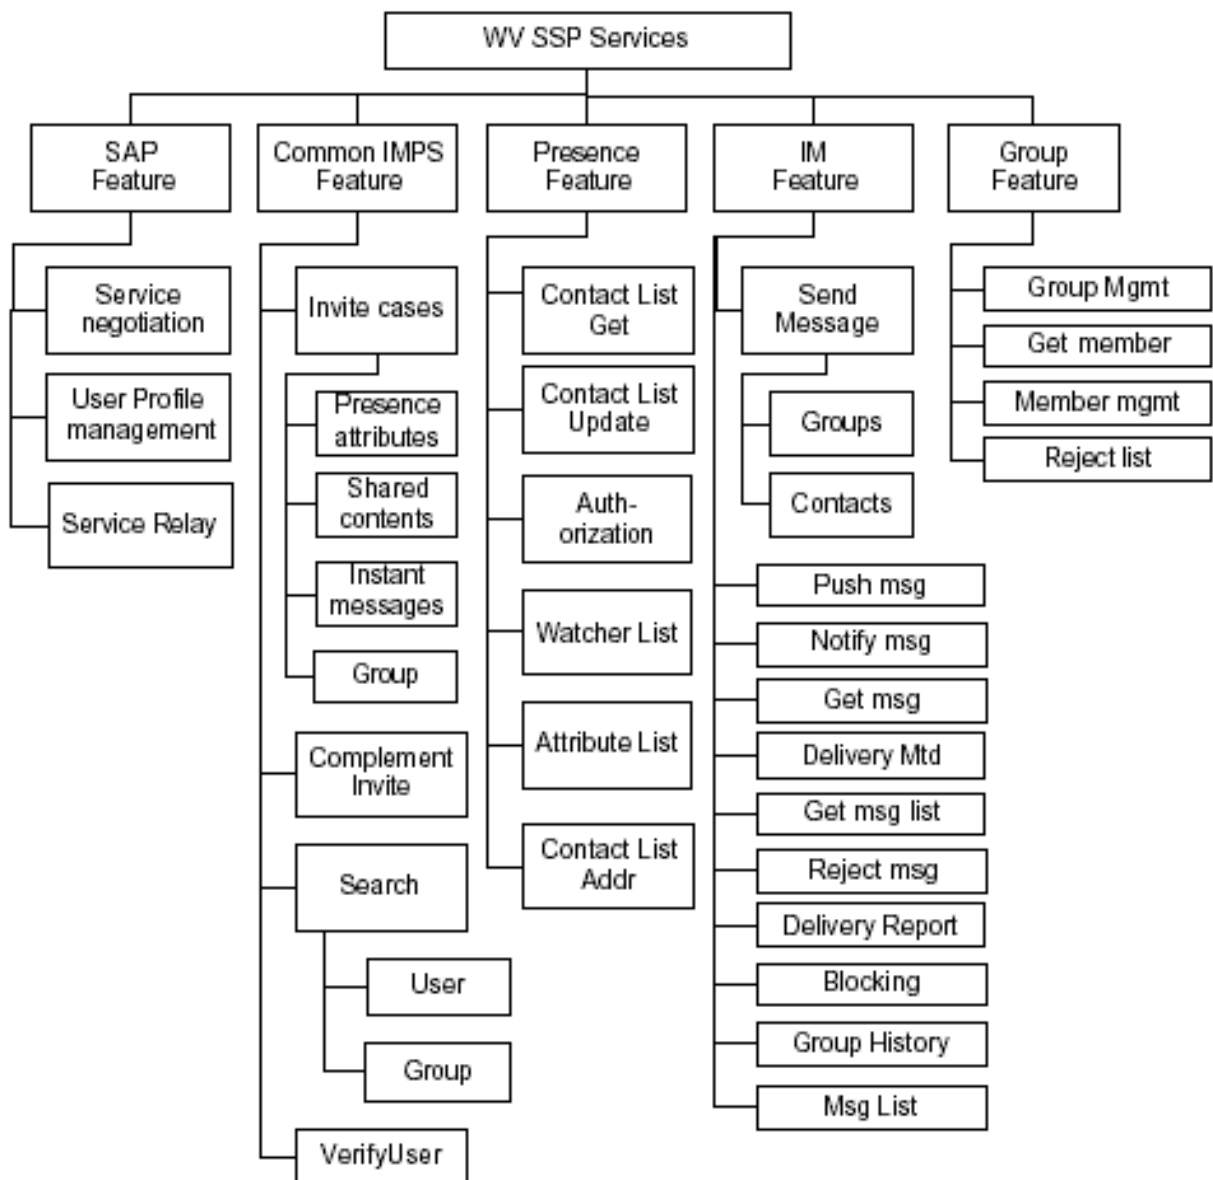 WV SSP Services
SAP
Feature
Common IMPS
Feature
Presence
Feature
IM
Feature
Group
Feature
Service
negotiation
User Profile
management
Service Relay
Invite cases
Presence
attributes
Shared
contents
Instant
messages
Group
Complement
Invite
Search
User
Group
VerifyUser
Contact List
Get
Contact List
Update
Auth-
orization
Watcher List
Attribute List
Contact List
Addr
Send
Message
Groups
Contacts
Push msg
Notify msg
Get msg
Delivery Mtd
Get msg list
Reject msg
Delivery Report
Blocking
Group History
Msg List
Group Mgmt
Get member
Member mgmt
Reject list